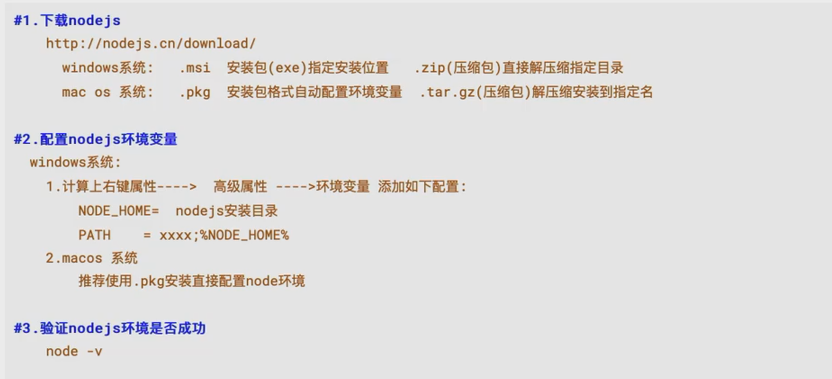 #1.下载nodejs
http://nodejs.cn/download/
windows系统: .msi 安装包(exe)指定安装位置 .zip(压缩包)直接解压缩指定目录
mac os 系统: .pkg 安装包格式自动配置环境变量 .tar.gz(压缩包)解压缩安装到指定名
#2.配置nodejs环境变量
windows系统:
1.计算上右键属性----> 高级属性 ---->环境变量 添加如下配置:
NODE_HOME= nodejs安装目录
PATH = xxxx;%NODE_HOME%
2.macos 系统
推荐使用.pkg安装直接配置node环境
#3.验证nodejs环境是否成功
node -v